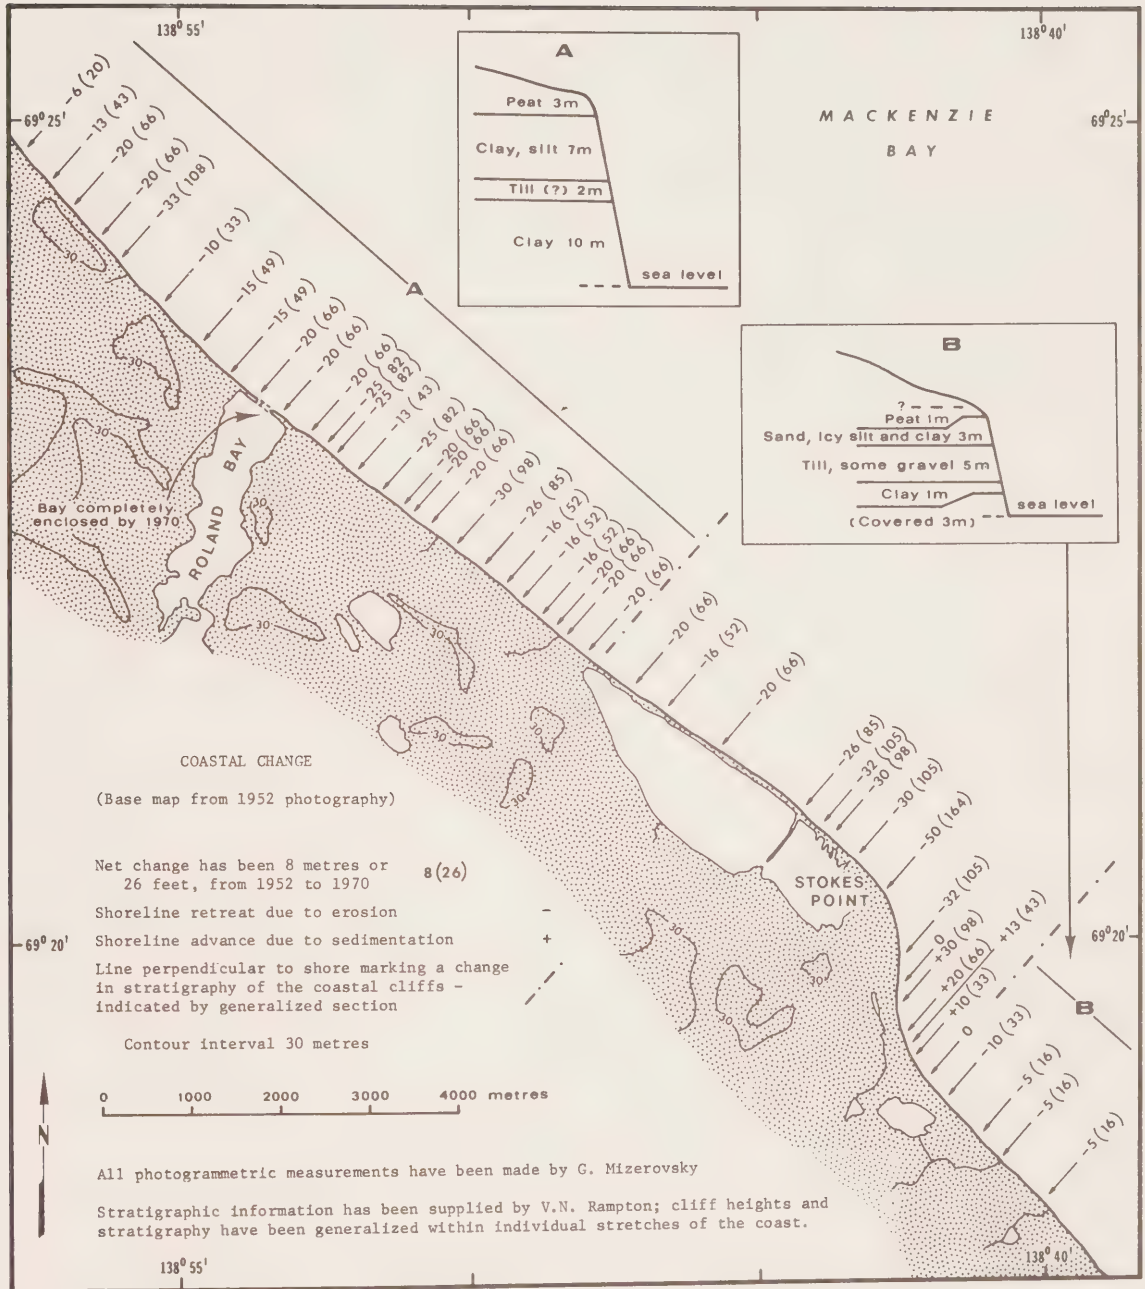 138° 55'
138° 40'
69° 25'
69° 25'
MACKENZIE
BAY
A
Peat 3m
Clay, silt 7m
Till (?) 2m
Clay 10 m
sea level
B
?
Peat 1m
Sand, Icy silt and clay 3m
Till, some gravel 5m
Clay 1m
sea level
(Covered 3m)
A
-6 (20)
-13 (43)
-20 (66)
-20 (66)
-33 (108)
-10 (33)
-15 (49)
-15 (49)
-20 (66)
-20 (66)
-20 (66)
-25 (82)
-25 (82)
-13 (43)
-25 (82)
-20 (66)
-20 (66)
-20 (66)
-30 (98)
-26 (85)
-16 (52)
-16 (52)
-16 (52)
-20 (66)
-20 (66)
-20 (66)
-20 (66)
-16 (52)
-20 (66)
-26 (85)
-32 (105)
-30 (98)
-30 (105)
-50 (164)
-32 (105)
0
+30 (98)
+20 (66)
+13 (43)
+10 (33)
0
-10 (33)
-5 (16)
-5 (16)
-5 (16)
B
30
30
30
30
30
30
30
30
30
30
30
30
Bay completely
enclosed by 1970
ROLAND BAY
STOKES
POINT
COASTAL CHANGE
(Base map from 1952 photography)
Net change has been 8 metres or
26 feet, from 1952 to 1970
8(26)
Shoreline retreat due to erosion -
Shoreline advance due to sedimentation +
Line perpendicular to shore marking a change
in stratigraphy of the coastal cliffs -
indicated by generalized section
Contour interval 30 metres
69° 20'
69° 20'
0 1000 2000 3000 4000 metres
N
All photogrammetric measurements have been made by G. Mizerovsky
Stratigraphic information has been supplied by V.N. Rampton; cliff heights and
stratigraphy have been generalized within individual stretches of the coast.
138° 55'
138° 40'